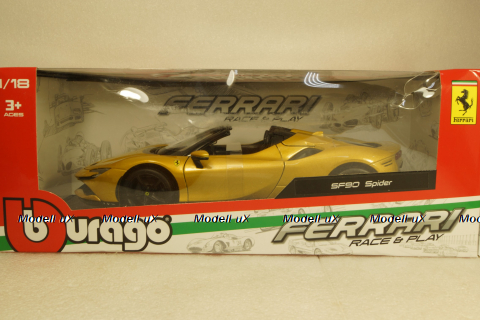 1/18
3+
AGES
FERRARI
RACE & PLAY
Ferrari
SF90 Spider
Modell uX Modell uX Modell uX Modell uX Modell uX
Burago
FERRARI
RACE & PLAY